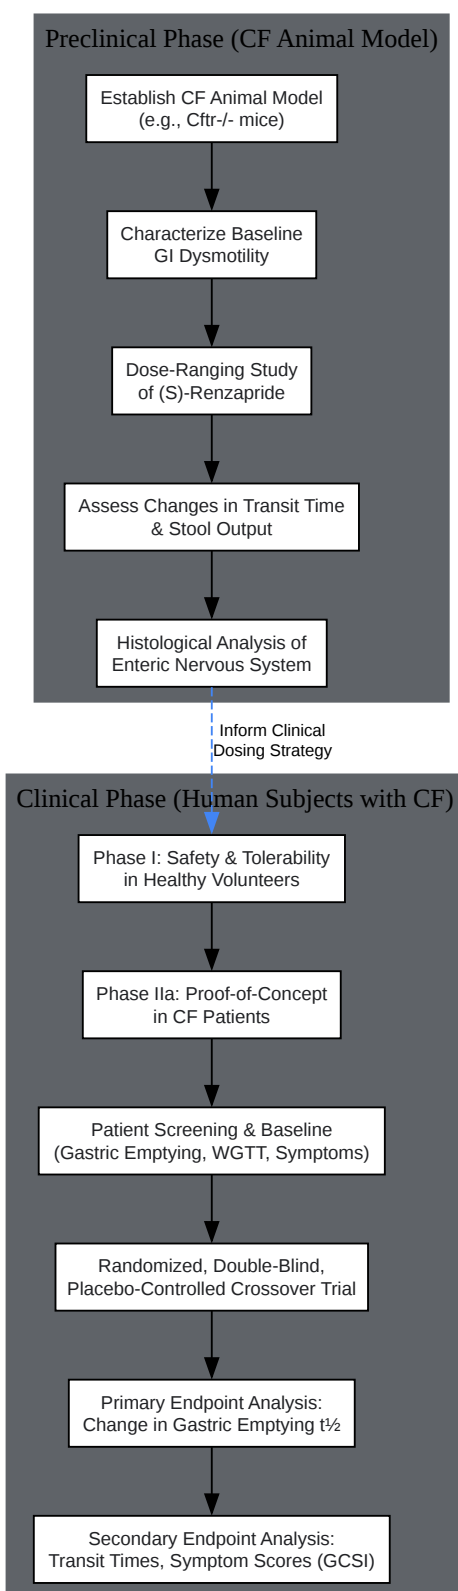 Preclinical Phase (CF Animal Model)
Establish CF Animal Model
(e.g., Cftr-/- mice)
Characterize Baseline
GI Dysmotility
Dose-Ranging Study
of (S)-Renzapride
Assess Changes in Transit Time
& Stool Output
Histological Analysis of
Enteric Nervous System
Inform Clinical
Dosing Strategy
Clinical Phase (Human Subjects with CF)
Phase I: Safety & Tolerability
in Healthy Volunteers
Phase IIa: Proof-of-Concept
in CF Patients
Patient Screening & Baseline
(Gastric Emptying, WGTT, Symptoms)
Randomized, Double-Blind,
Placebo-Controlled Crossover Trial
Primary Endpoint Analysis:
Change in Gastric Emptying t½
Secondary Endpoint Analysis:
Transit Times, Symptom Scores (GCSI)